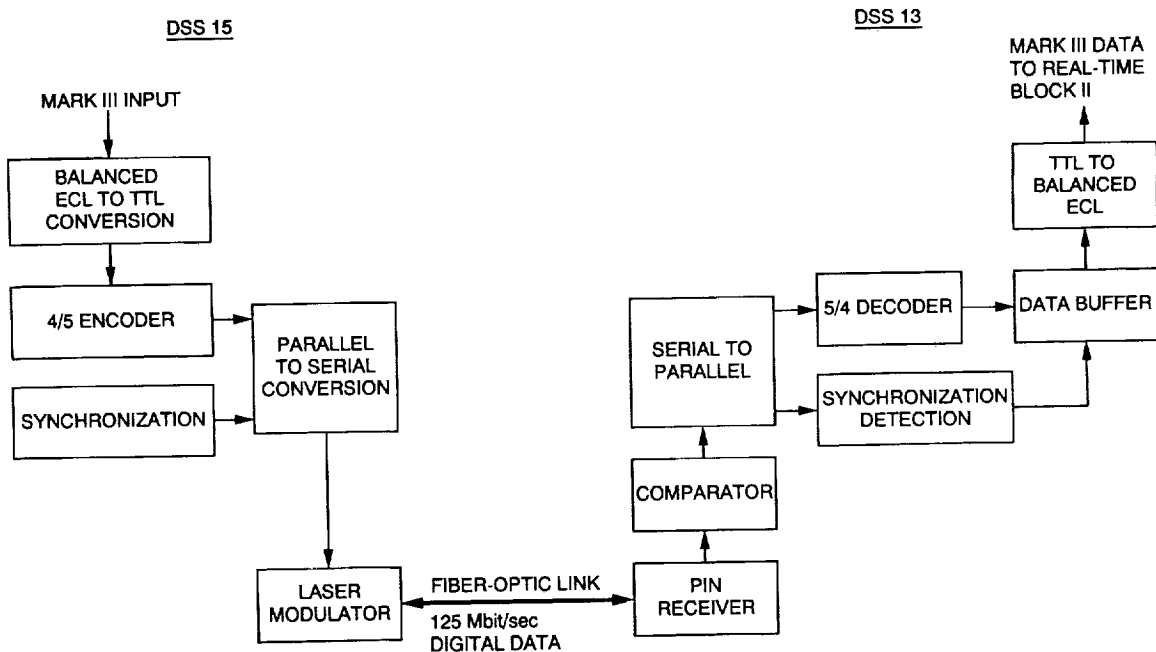 DSS 15
DSS 13
MARK III INPUT
MARK III DATA
TO REAL-TIME
BLOCK II
BALANCED
ECL TO TTL
CONVERSION
TTL TO
BALANCED
ECL
4/5 ENCODER
PARALLEL
TO SERIAL
CONVERSION
SYNCHRONIZATION
SERIAL TO
PARALLEL
5/4 DECODER
DATA BUFFER
SYNCHRONIZATION
DETECTION
COMPARATOR
LASER
MODULATOR
FIBER-OPTIC LINK
125 Mbit/sec
DIGITAL DATA
PIN
RECEIVER